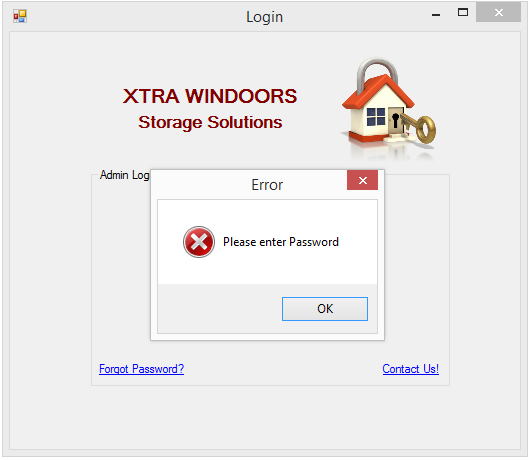 Login
XTRA WINDOORS
Storage Solutions
Admin Log
Error
Please enter Password
OK
Forgot Password?
Contact Us!